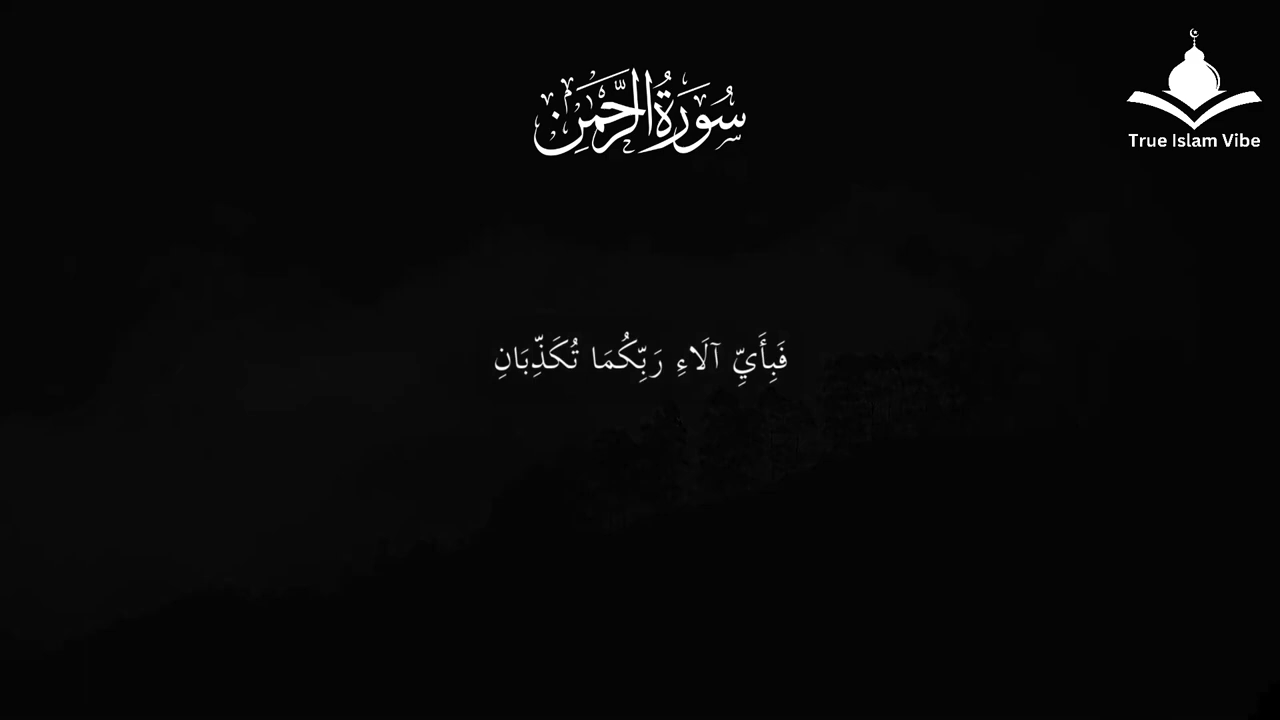 سُورَةُ الرَّحْمَٰنِ
True Islam Vibe
فَبِأَيِّ آلَاءِ رَبِّكُمَا تُكَذِّبَانِ